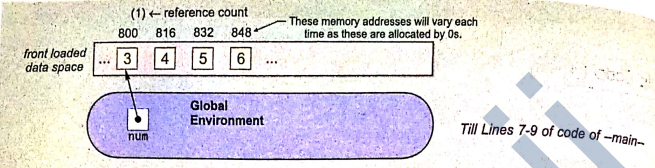 (1) ← reference count
These memory addresses will vary each
time as these are allocated by 0s.
800 816 832 848
front loaded
data space
... 3 4 5 6 ...
Global
Environment
num
Till Lines 7-9 of code of –main–